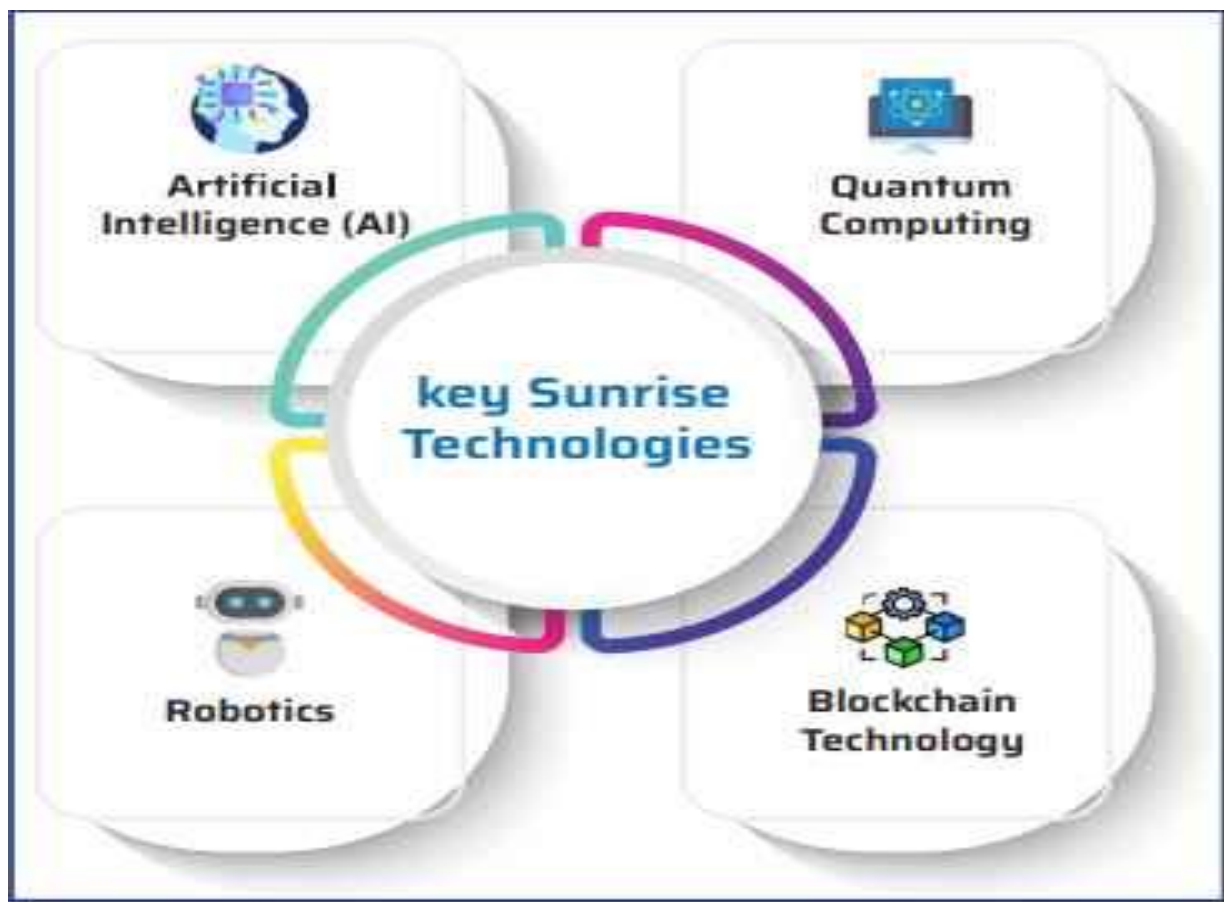 Artificial
Intelligence (AI)
Quantum
Computing
key Sunrise
Technologies
Robotics
Blockchain
Technology